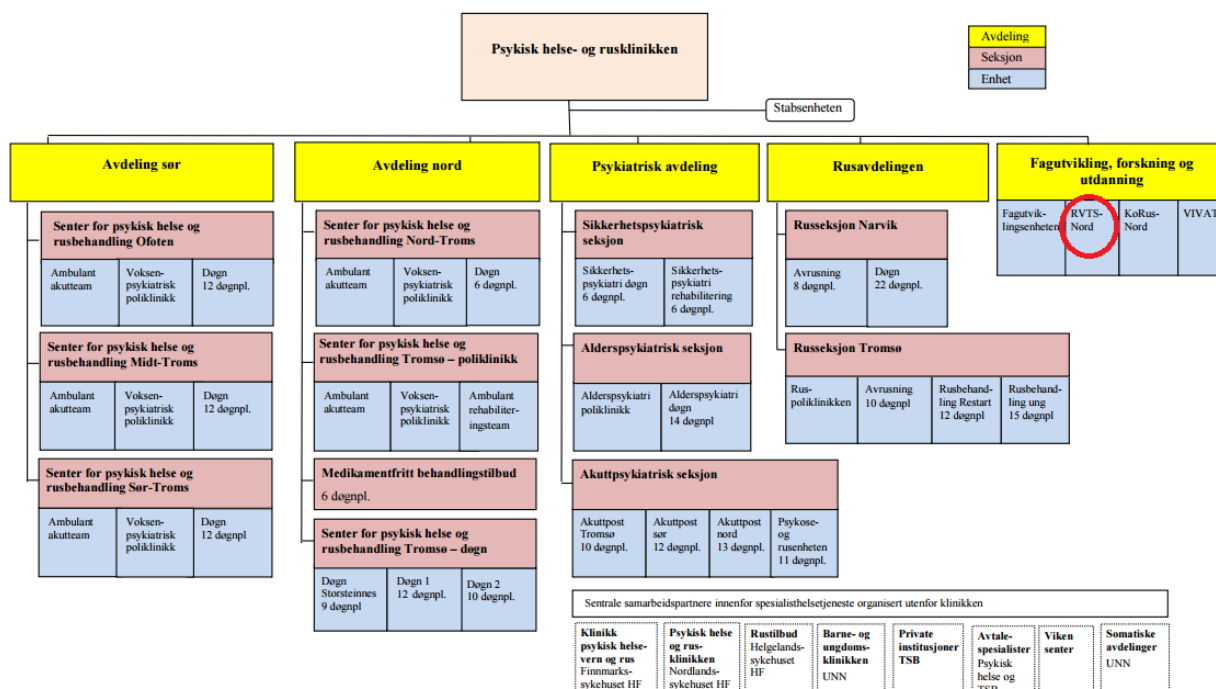 Psykisk helse- og rusklinikken
Avdeling
Seksjon
Enhet
Stabsenheten
Avdeling sør
Senter for psykisk helse og
rusbehandling Ofoten
Ambulant
akutteam
Voksen-
psykiatrisk
poliklinikk
Døgn
12 døgnpl.
Senter for psykisk helse og
rusbehandling Midt-Troms
Ambulant
akutteam
Voksen-
psykiatrisk
poliklinikk
Døgn
12 døgnpl.
Senter for psykisk helse og
rusbehandling Sør-Troms
Ambulant
akutteam
Voksen-
psykiatrisk
poliklinikk
Døgn
12 døgnpl
Avdeling nord
Senter for psykisk helse og
rusbehandling Nord-Troms
Ambulant
akutteam
Voksen-
psykiatrisk
poliklinikk
Døgn
6 døgnpl.
Senter for psykisk helse og
rusbehandling Tromsø – poliklinikk
Ambulant
akutteam
Voksen-
psykiatrisk
poliklinikk
Ambulant
rehabiliter-
ingsteam
Medikamentfritt behandlingstilbud
6 døgnpl.
Senter for psykisk helse og
rusbehandling Tromsø – døgn
Døgn
Storsteinnes
9 døgnpl
Døgn 1
12 døgnpl.
Døgn 2
10 døgnpl.
Psykiatrisk avdeling
Sikkerhetspsykiatrisk
seksjon
Sikkerhets-
psykiatri døgn
6 døgnpl.
Sikkerhets-
psykiatri
rehabilitering
6 døgnpl.
Alderspsykiatrisk seksjon
Alderspsykiatri
poliklinikk
Alderspsykiatri
døgn
14 døgnpl
Akuttpsykiatrisk seksjon
Akuttpost
Tromsø
10 døgnpl.
Akuttpost
sør
12 døgnpl.
Akuttpost
nord
13 døgnpl.
Psykose-
og
rusenheten
11 døgnpl.
Rusavdelingen
Russeksjon Narvik
Avrusning
8 døgnpl.
Døgn
22 døgnpl.
Russeksjon Tromsø
Rus-
poliklinikken
Avrusning
10 døgnpl
Rusbehand-
ling Restart
12 døgnpl
Rusbehand-
ling ung
15 døgnpl
Fagutvikling, forskning og
utdanning
Fagutvik-
lingsenheten
RVTS-
Nord
KoRus-
Nord
VIVAT
Sentrale samarbeidspartnere innenfor spesialisthelsetjeneste organisert utenfor klinikken
Klinikk
psykisk helse-
vern og rus
Finnmarks-
sykehuset HF
Psykisk helse
og rus-
klinikken
Nordlands-
sykehuset HF
Rustilbud
Helgelands-
sykehuset
HF
Barne- og
ungdoms-
klinikken
UNN
Private
institusjoner
TSB
Avtale-
spesialister
Psykisk
helse og
TSB
Viken
senter
Somatiske
avdelinger
UNN